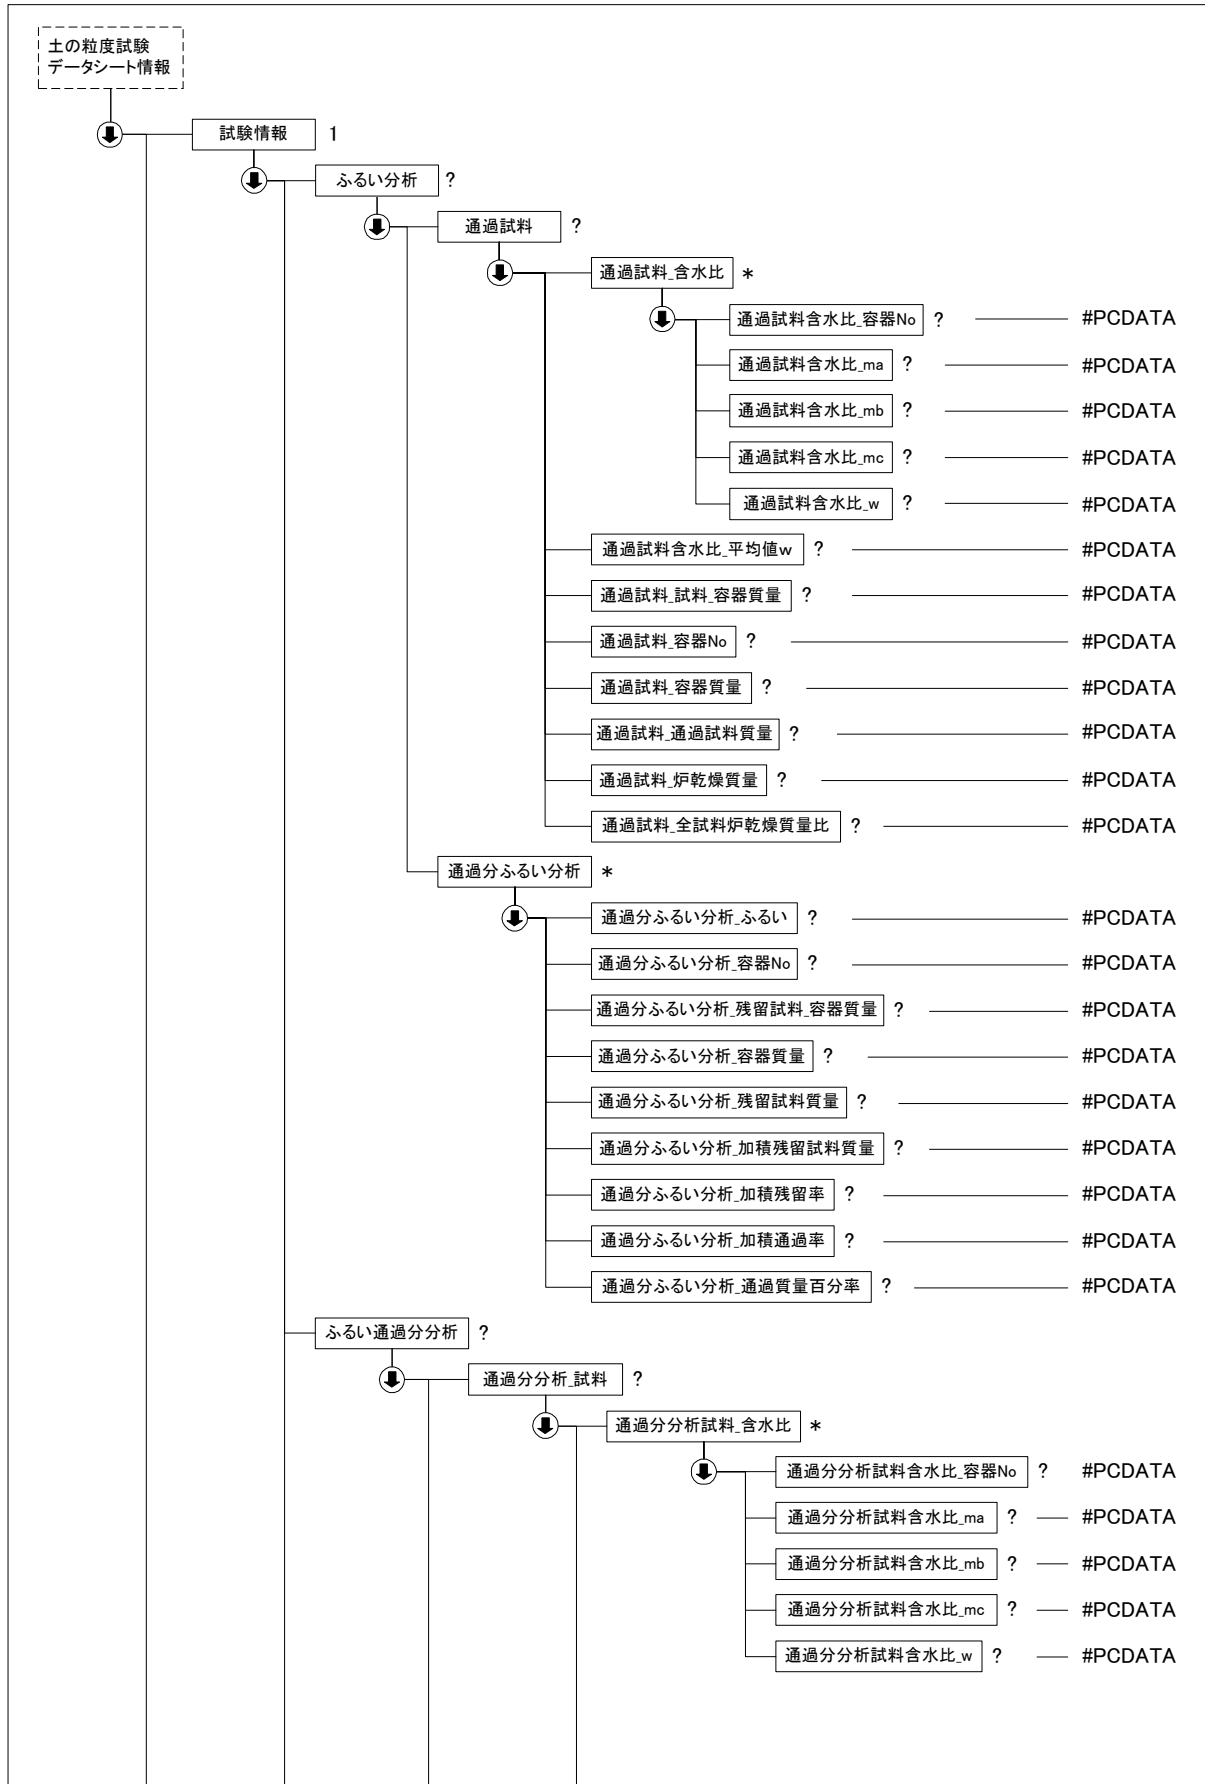 土の粒度試験
データシート情報
試験情報 1
ふるい分析 ?
通過試料 ?
通過試料_含水比 *
通過試料含水比_容器No ? #PCDATA
通過試料含水比_ma ? #PCDATA
通過試料含水比_mb ? #PCDATA
通過試料含水比_mc ? #PCDATA
通過試料含水比_w ? #PCDATA
通過試料含水比_平均値w ? #PCDATA
通過試料_試料_容器質量 ? #PCDATA
通過試料_容器No ? #PCDATA
通過試料_容器質量 ? #PCDATA
通過試料_通過試料質量 ? #PCDATA
通過試料_炉乾燥質量 ? #PCDATA
通過試料_全試料炉乾燥質量比 ? #PCDATA
通過分ふるい分析 *
通過分ふるい分析_ふるい ? #PCDATA
通過分ふるい分析_容器No ? #PCDATA
通過分ふるい分析_残留試料_容器質量 ? #PCDATA
通過分ふるい分析_容器質量 ? #PCDATA
通過分ふるい分析_残留試料質量 ? #PCDATA
通過分ふるい分析_加積残留試料質量 ? #PCDATA
通過分ふるい分析_加積残留率 ? #PCDATA
通過分ふるい分析_加積通過率 ? #PCDATA
通過分ふるい分析_通過質量百分率 ? #PCDATA
ふるい通過分分析 ?
通過分分析_試料 ?
通過分分析試料_含水比 *
通過分分析試料含水比_容器No ? #PCDATA
通過分分析試料含水比_ma ? #PCDATA
通過分分析試料含水比_mb ? #PCDATA
通過分分析試料含水比_mc ? #PCDATA
通過分分析試料含水比_w ? #PCDATA